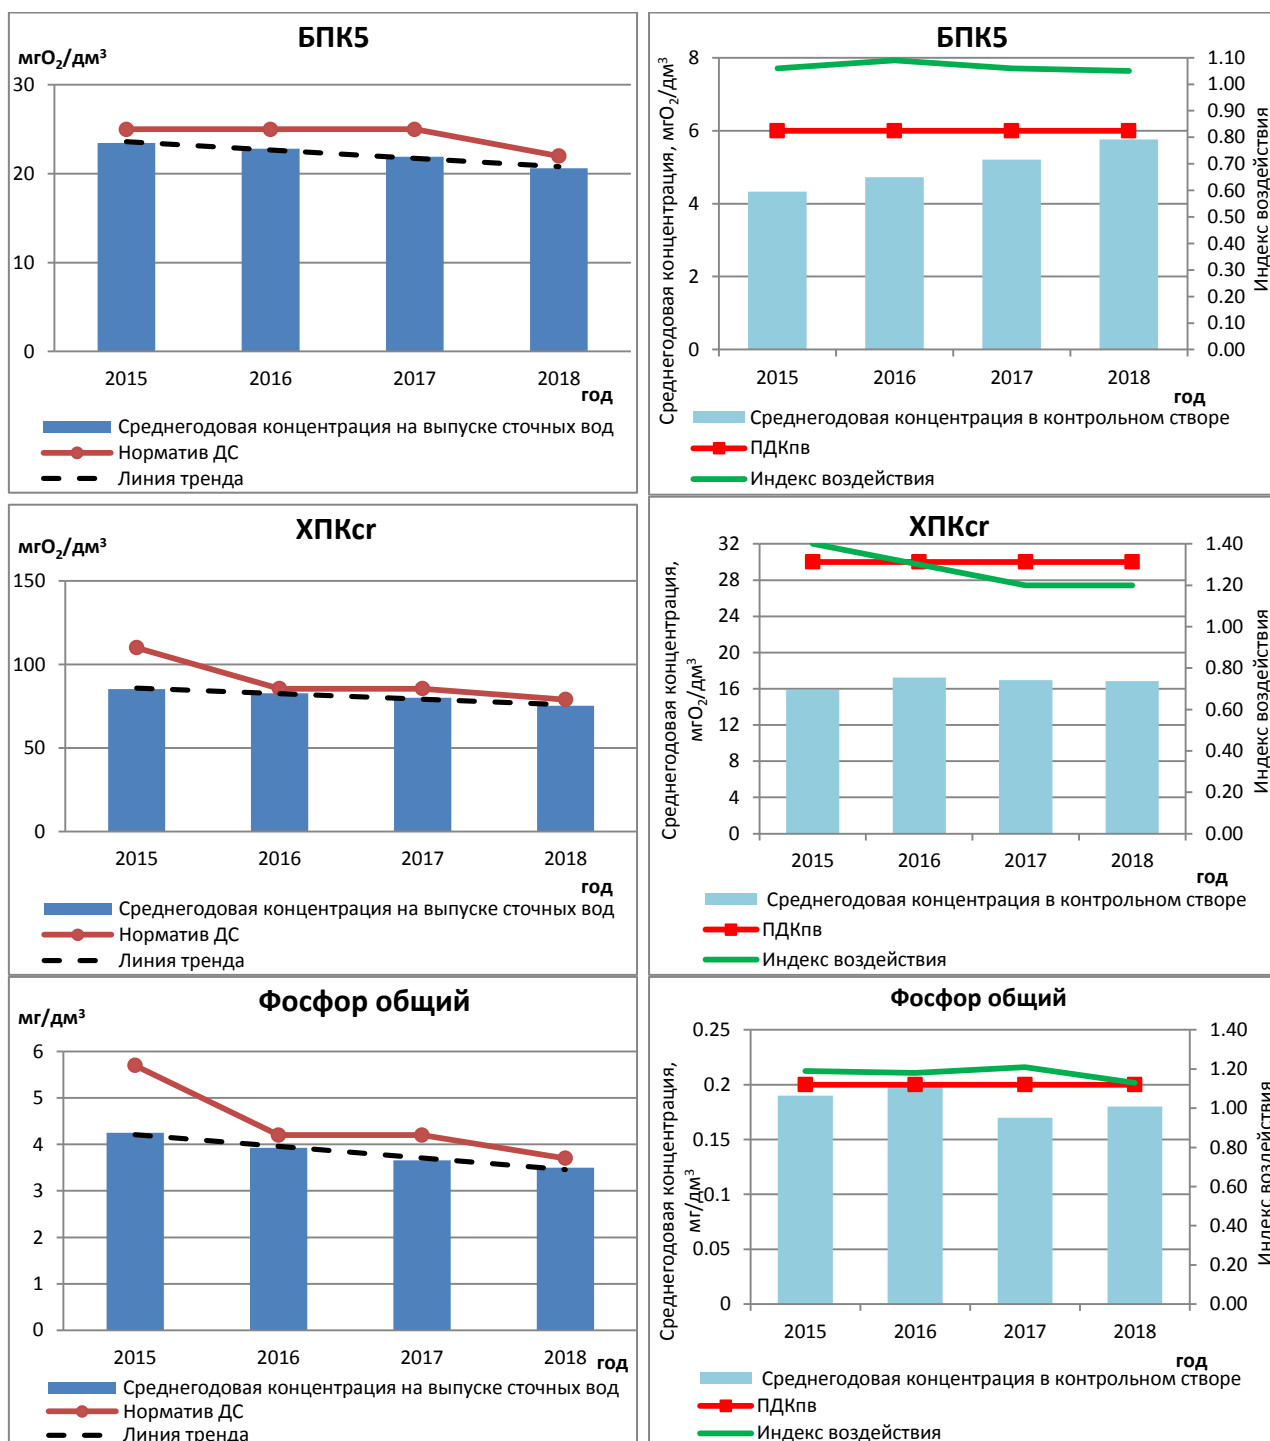 БПК5
мгО₂/дм³
30
20
10
0
2015 2016 2017 2018
год
Среднегодовая концентрация на выпуске сточных вод
Норматив ДС
Линия тренда
БПК5
Среднегодовая концентрация, мгО₂/дм³
8
6
4
2
0
1.10
1.00
0.90
0.80
0.70
0.60
0.50
0.40
0.30
0.20
0.10
0.00
Индекс воздействия
2015 2016 2017 2018
год
Среднегодовая концентрация в контрольном створе
ПДКпв
Индекс воздействия
ХПКcr
мгО₂/дм³
150
100
50
0
2015 2016 2017 2018
год
Среднегодовая концентрация на выпуске сточных вод
Норматив ДС
Линия тренда
ХПКcr
Среднегодовая концентрация,
мгО₂/дм³
32
28
24
20
16
12
8
4
0
1.40
1.20
1.00
0.80
0.60
0.40
0.20
0.00
Индекс воздействия
2015 2016 2017 2018
год
Среднегодовая концентрация в контрольном створе
ПДКпв
Индекс воздействия
Фосфор общий
мг/дм³
6
5
4
3
2
1
0
2015 2016 2017 2018
год
Среднегодовая концентрация на выпуске сточных вод
Норматив ДС
Линия тренда
Фосфор общий
Среднегодовая концентрация,
мг/дм³
0.25
0.2
0.15
0.1
0.05
0
1.40
1.20
1.00
0.80
0.60
0.40
0.20
0.00
Индекс воздействия
2015 2016 2017 2018
год
Среднегодовая концентрация в контрольном створе
ПДКпв
Индекс воздействия